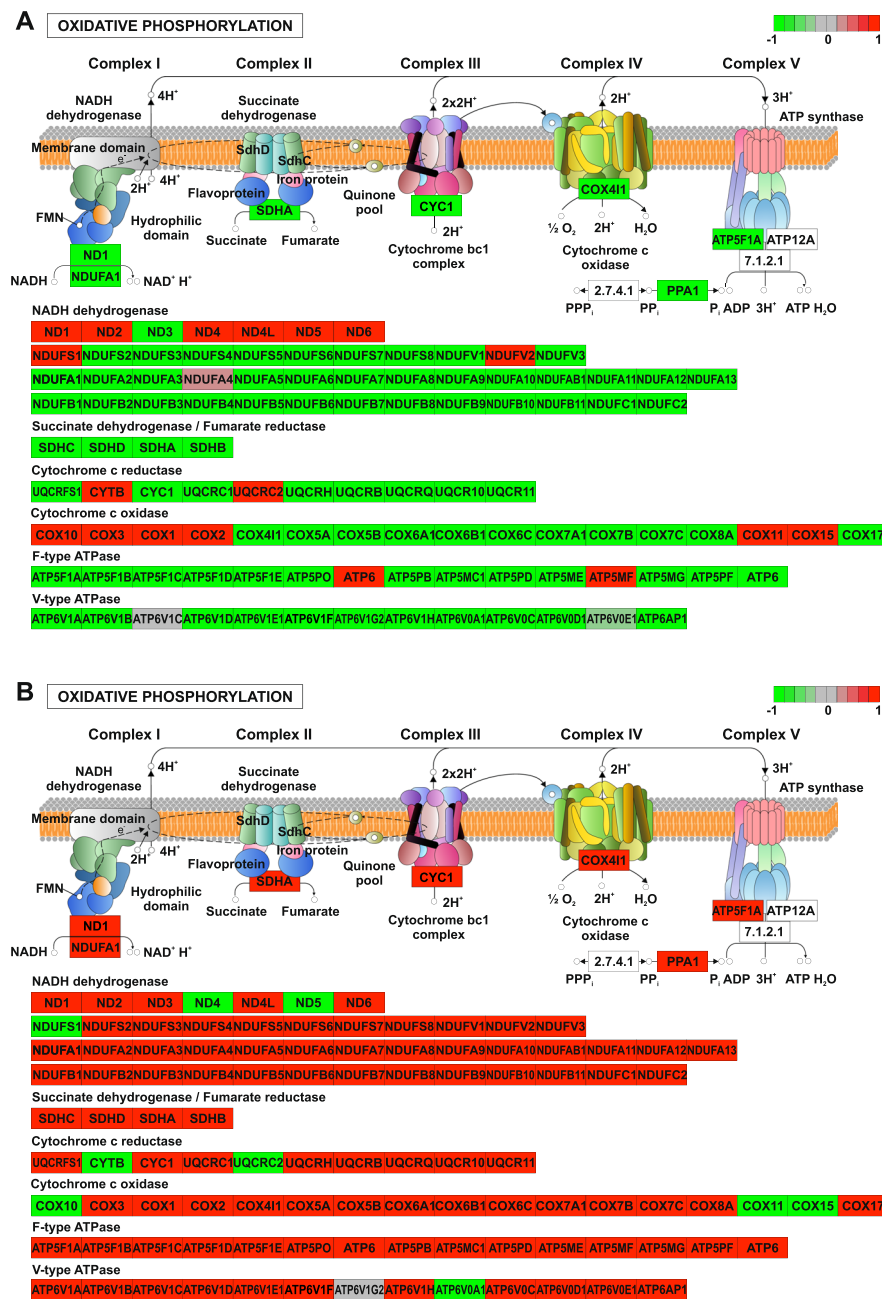 A OXIDATIVE PHOSPHORYLATION
-1 0 1
Complex I Complex II Complex III Complex IV Complex V
NADH dehydrogenase 4H⁺ Succinate dehydrogenase 2x2H⁺ 2H⁺ 3H⁺ ATP synthase
Membrane domain SdhD SdhC
e⁻ 2H⁺ 4H⁺ Flavoprotein Iron protein Quinone pool
FMN Hydrophilic domain
SDHA CYC1 COX4I1
Succinate Fumarate 2H⁺ ½ O₂ 2H⁺ H₂O
Cytochrome bc1 complex Cytochrome c oxidase
ATP5F1A ATP12A
7.1.2.1
ND1
NDUFA1
NADH NAD⁺ H⁺
2.7.4.1 PPA1
PPPᵢ PPᵢ Pᵢ ADP 3H⁺ ATP H₂O
NADH dehydrogenase
ND1 ND2 ND3 ND4 ND4L ND5 ND6
NDUFS1 NDUFS2 NDUFS3 NDUFS4 NDUFS5 NDUFS6 NDUFS7 NDUFS8 NDUFV1 NDUFV2 NDUFV3
NDUFA1 NDUFA2 NDUFA3 NDUFA4 NDUFA5 NDUFA6 NDUFA7 NDUFA8 NDUFA9 NDUFA10 NDUFAB1 NDUFA11 NDUFA12 NDUFA13
NDUFB1 NDUFB2 NDUFB3 NDUFB4 NDUFB5 NDUFB6 NDUFB7 NDUFB8 NDUFB9 NDUFB10 NDUFB11 NDUFC1 NDUFC2
Succinate dehydrogenase / Fumarate reductase
SDHC SDHD SDHA SDHB
Cytochrome c reductase
UQCRFS1 CYTB CYC1 UQCRC1 UQCRC2 UQCRH UQCRB UQCRQ UQCR10 UQCR11
Cytochrome c oxidase
COX10 COX3 COX1 COX2 COX4I1 COX5A COX5B COX6A1 COX6B1 COX6C COX7A1 COX7B COX7C COX8A COX11 COX15 COX17
F-type ATPase
ATP5F1A ATP5F1B ATP5F1C ATP5F1D ATP5F1E ATP5PO ATP6 ATP5PB ATP5MC1 ATP5PD ATP5ME ATP5MF ATP5MG ATP5PF ATP6
V-type ATPase
ATP6V1A ATP6V1B ATP6V1C ATP6V1D ATP6V1E1 ATP6V1F ATP6V1G2 ATP6V1H ATP6V0A1 ATP6V0C ATP6V0D1 ATP6V0E1 ATP6AP1
B OXIDATIVE PHOSPHORYLATION
-1 0 1
Complex I Complex II Complex III Complex IV Complex V
NADH dehydrogenase 4H⁺ Succinate dehydrogenase 2x2H⁺ 2H⁺ 3H⁺ ATP synthase
Membrane domain SdhD SdhC
e⁻ 2H⁺ 4H⁺ Flavoprotein Iron protein Quinone pool
FMN Hydrophilic domain
SDHA CYC1 COX4I1
Succinate Fumarate 2H⁺ ½ O₂ 2H⁺ H₂O
Cytochrome bc1 complex Cytochrome c oxidase
ATP5F1A ATP12A
7.1.2.1
ND1
NDUFA1
NADH NAD⁺ H⁺
2.7.4.1 PPA1
PPPᵢ PPᵢ Pᵢ ADP 3H⁺ ATP H₂O
NADH dehydrogenase
ND1 ND2 ND3 ND4 ND4L ND5 ND6
NDUFS1 NDUFS2 NDUFS3 NDUFS4 NDUFS5 NDUFS6 NDUFS7 NDUFS8 NDUFV1 NDUFV2 NDUFV3
NDUFA1 NDUFA2 NDUFA3 NDUFA4 NDUFA5 NDUFA6 NDUFA7 NDUFA8 NDUFA9 NDUFA10 NDUFAB1 NDUFA11 NDUFA12 NDUFA13
NDUFB1 NDUFB2 NDUFB3 NDUFB4 NDUFB5 NDUFB6 NDUFB7 NDUFB8 NDUFB9 NDUFB10 NDUFB11 NDUFC1 NDUFC2
Succinate dehydrogenase / Fumarate reductase
SDHC SDHD SDHA SDHB
Cytochrome c reductase
UQCRFS1 CYTB CYC1 UQCRC1 UQCRC2 UQCRH UQCRB UQCRQ UQCR10 UQCR11
Cytochrome c oxidase
COX10 COX3 COX1 COX2 COX4I1 COX5A COX5B COX6A1 COX6B1 COX6C COX7A1 COX7B COX7C COX8A COX11 COX15 COX17
F-type ATPase
ATP5F1A ATP5F1B ATP5F1C ATP5F1D ATP5F1E ATP5PO ATP6 ATP5PB ATP5MC1 ATP5PD ATP5ME ATP5MF ATP5MG ATP5PF ATP6
V-type ATPase
ATP6V1A ATP6V1B ATP6V1C ATP6V1D ATP6V1E1 ATP6V1F ATP6V1G2 ATP6V1H ATP6V0A1 ATP6V0C ATP6V0D1 ATP6V0E1 ATP6AP1